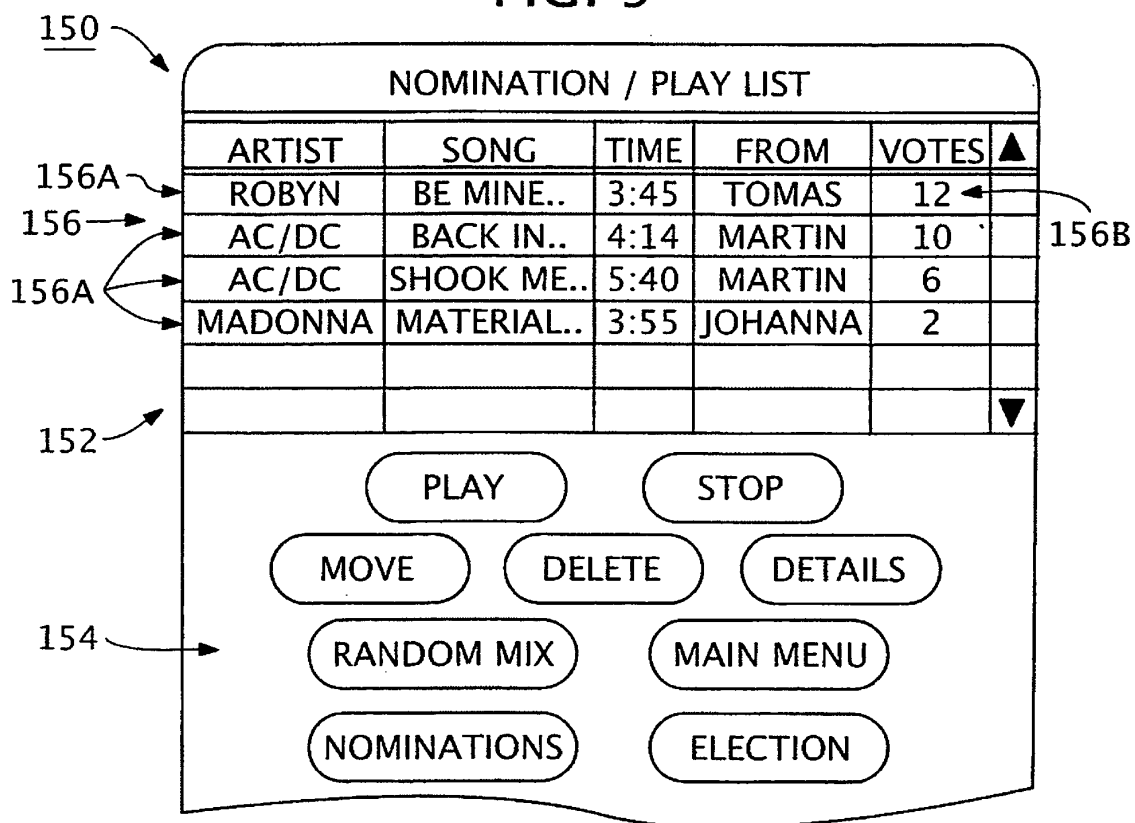 150
NOMINATION / PLAY LIST
ARTIST SONG TIME FROM VOTES ▲
156A ROBYN BE MINE.. 3:45 TOMAS 12
156 AC/DC BACK IN.. 4:14 MARTIN 10 156B
156A AC/DC SHOOK ME.. 5:40 MARTIN 6
MADONNA MATERIAL.. 3:55 JOHANNA 2
152 ▼
PLAY STOP
MOVE DELETE DETAILS
154 RANDOM MIX MAIN MENU
NOMINATIONS ELECTION